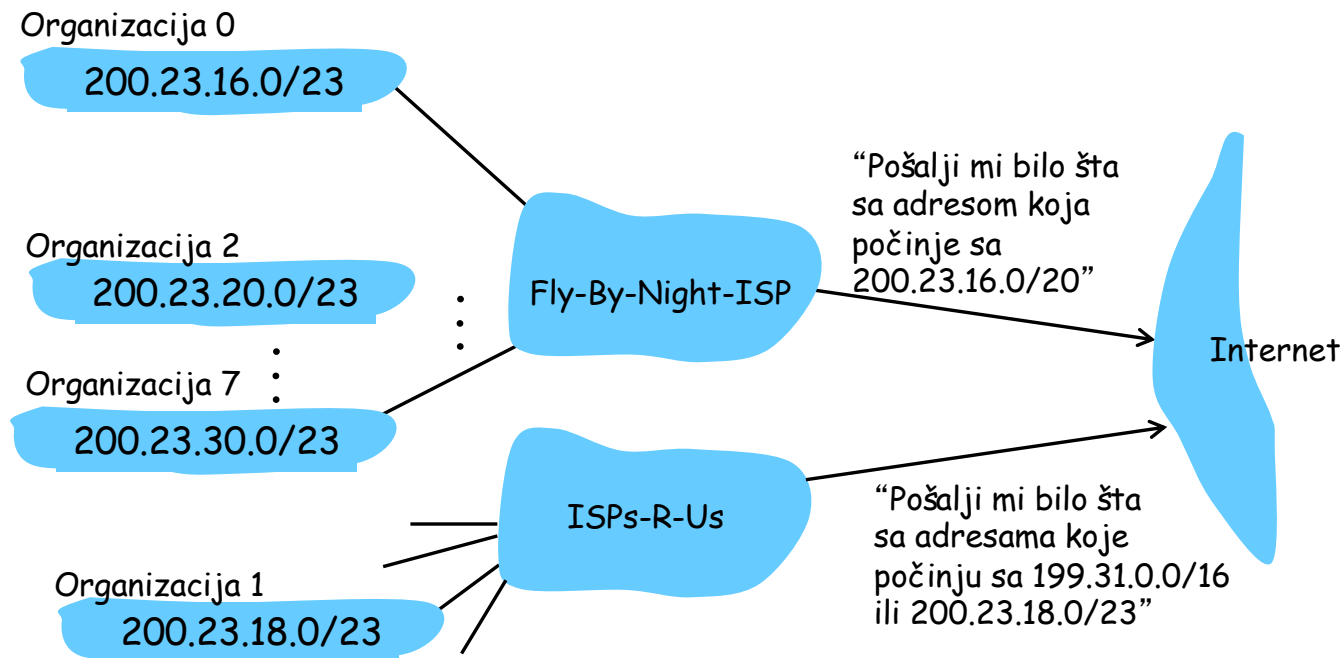 Organizacija 0
200.23.16.0/23
Organizacija 2
200.23.20.0/23
Organizacija 7
200.23.30.0/23
Fly-By-Night-ISP
“Pošalji mi bilo šta
sa adresom koja
počinje sa
200.23.16.0/20”
Internet
ISPs-R-Us
Organizacija 1
200.23.18.0/23
“Pošalji mi bilo šta
sa adresama koje
počinju sa 199.31.0.0/16
ili 200.23.18.0/23”